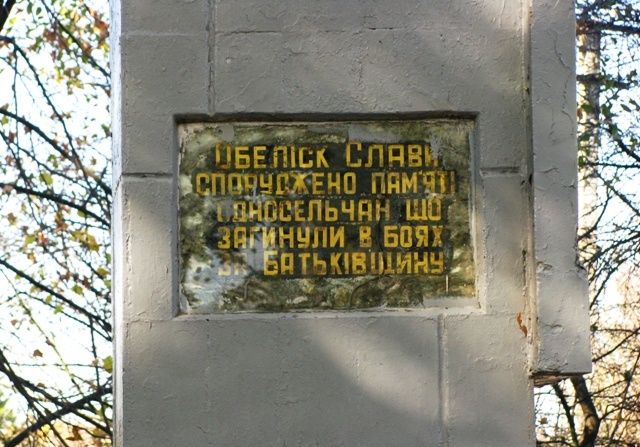 Обеліск Слави
споруджено пам'яті
односельчан що
загинули в боях
за Батьківщину